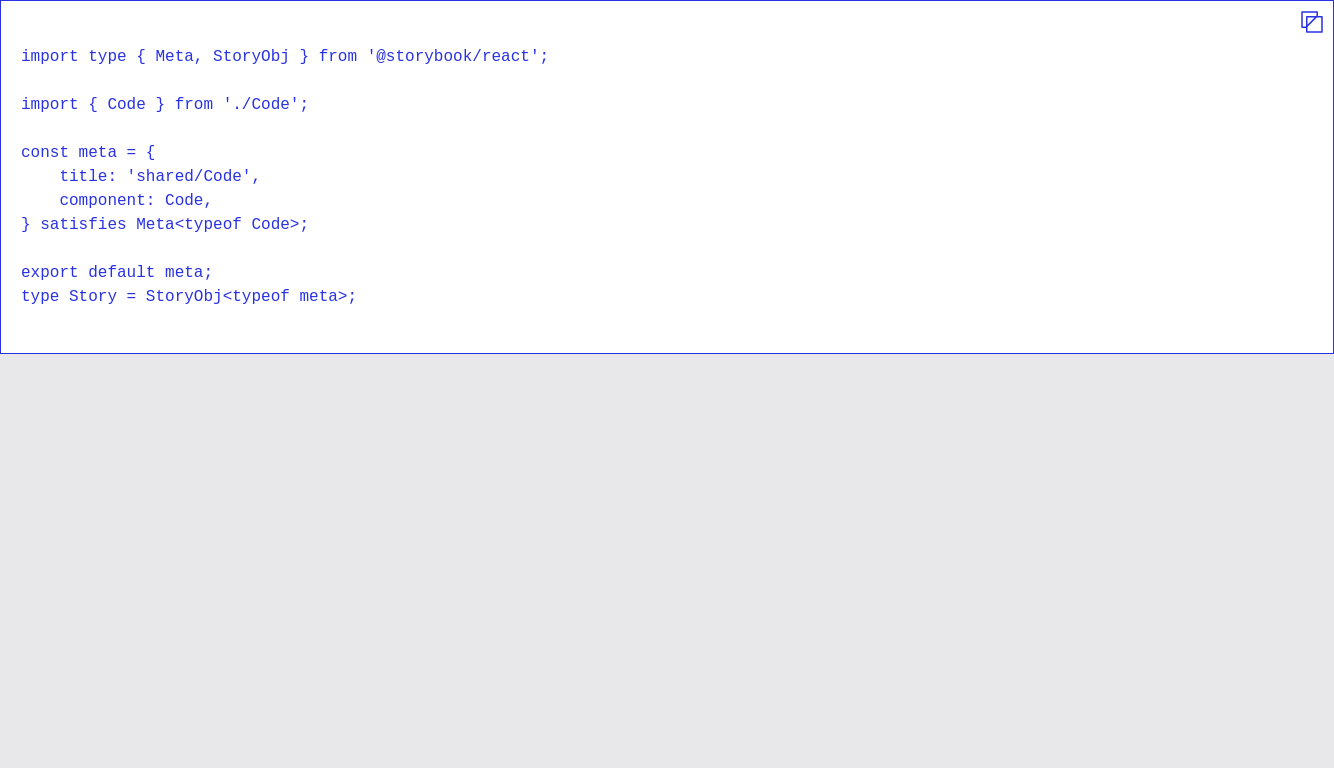 import type { Meta, StoryObj } from '@storybook/react';

import { Code } from './Code';

const meta = {
    title: 'shared/Code',
    component: Code,
} satisfies Meta<typeof Code>;

export default meta;
type Story = StoryObj<typeof meta>;